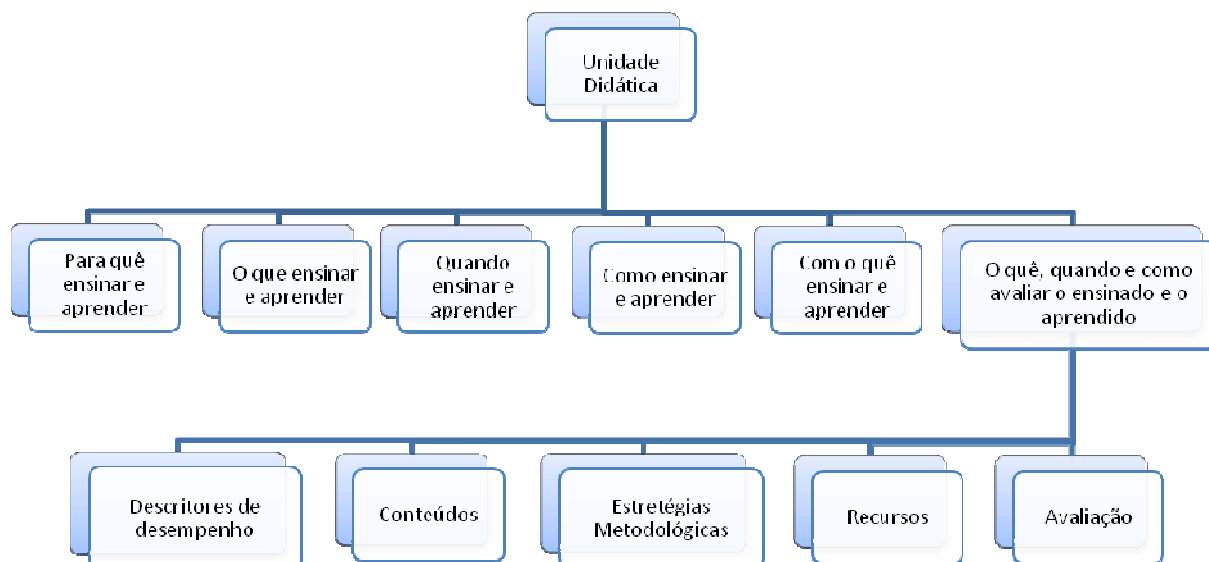 Unidade
Didática
Para quê
ensinar e
aprender
O que ensinar
e aprender
Quando
ensinar e
aprender
Como ensinar
e aprender
Com o quê
ensinar e
aprender
O quê, quando e como
avaliar o ensinado e o
aprendido
Descritores de
desempenho
Conteúdos
Estretégias
Metodológicas
Recursos
Avaliação